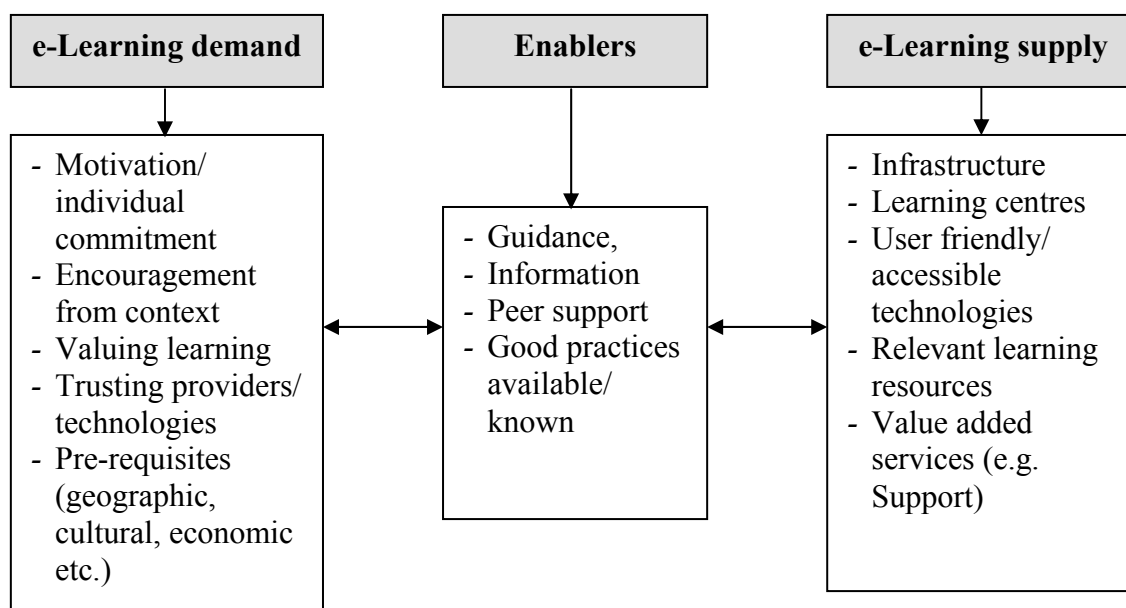 e-Learning demand
- Motivation/
individual
commitment
- Encouragement
from context
- Valuing learning
- Trusting providers/
technologies
- Pre-requisites
(geographic,
cultural, economic
etc.)
Enablers
- Guidance,
- Information
- Peer support
- Good practices
available/
known
e-Learning supply
- Infrastructure
- Learning centres
- User friendly/
accessible
technologies
- Relevant learning
resources
- Value added
services (e.g.
Support)